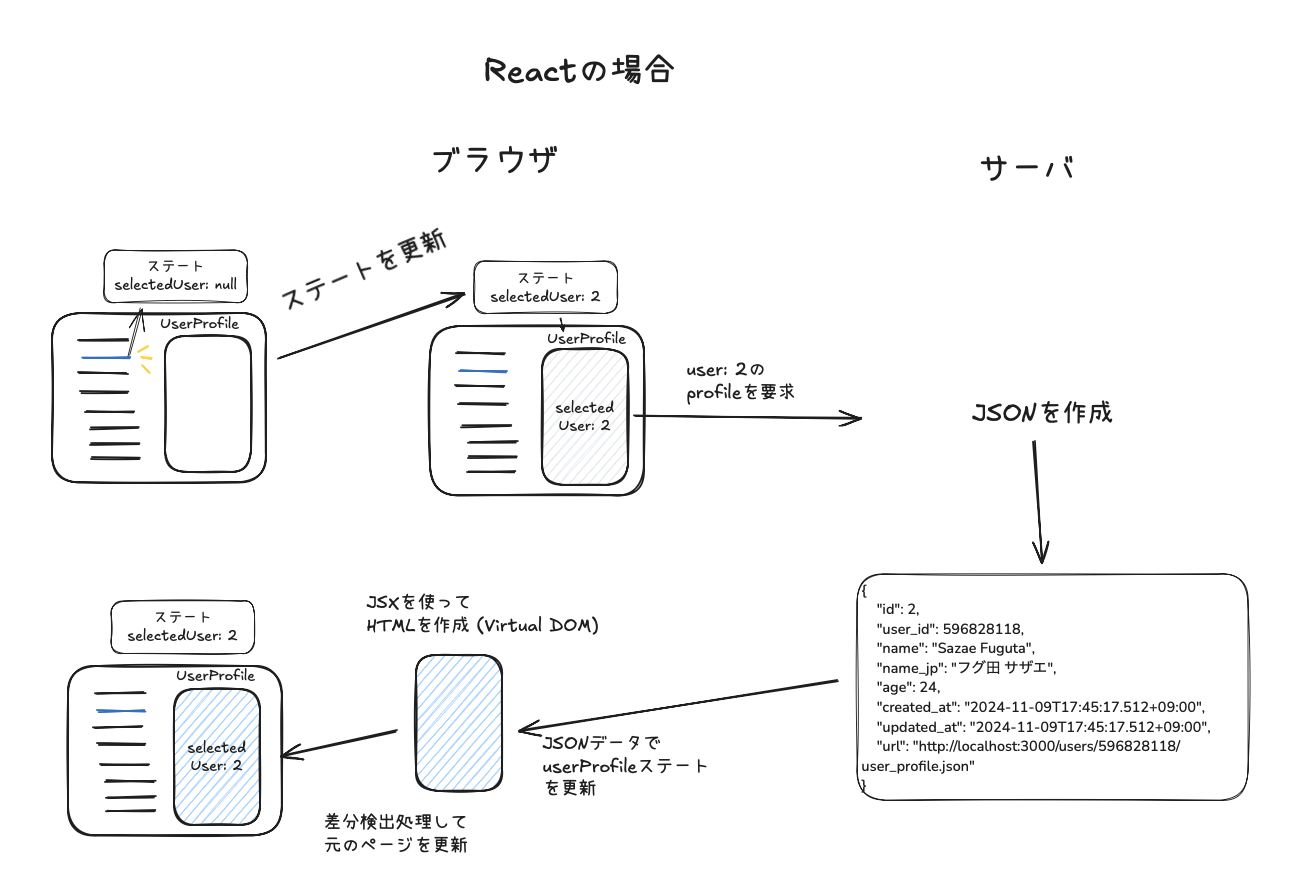 Reactの場合
ブラウザ
サーバ
ステート
selectedUser: null
UserProfile
ステートを更新
ステート
selectedUser: 2
UserProfile
selected
User: 2
user: 2の
profileを要求
JSONを作成
{
"id": 2,
"user_id": 596828118,
"name": "Sazae Fuguta",
"name_jp": "フグ田 サザエ",
"age": 24,
"created_at": "2024-11-09T17:45:17.512+09:00",
"updated_at": "2024-11-09T17:45:17.512+09:00",
"url": "http://localhost:3000/users/596828118/
user_profile.json"
}
JSONデータで
userProfileステート
を更新
JSXを使って
HTMLを作成 (Virtual DOM)
差分検出処理して
元のページを更新
ステート
selectedUser: 2
UserProfile
selected
User: 2